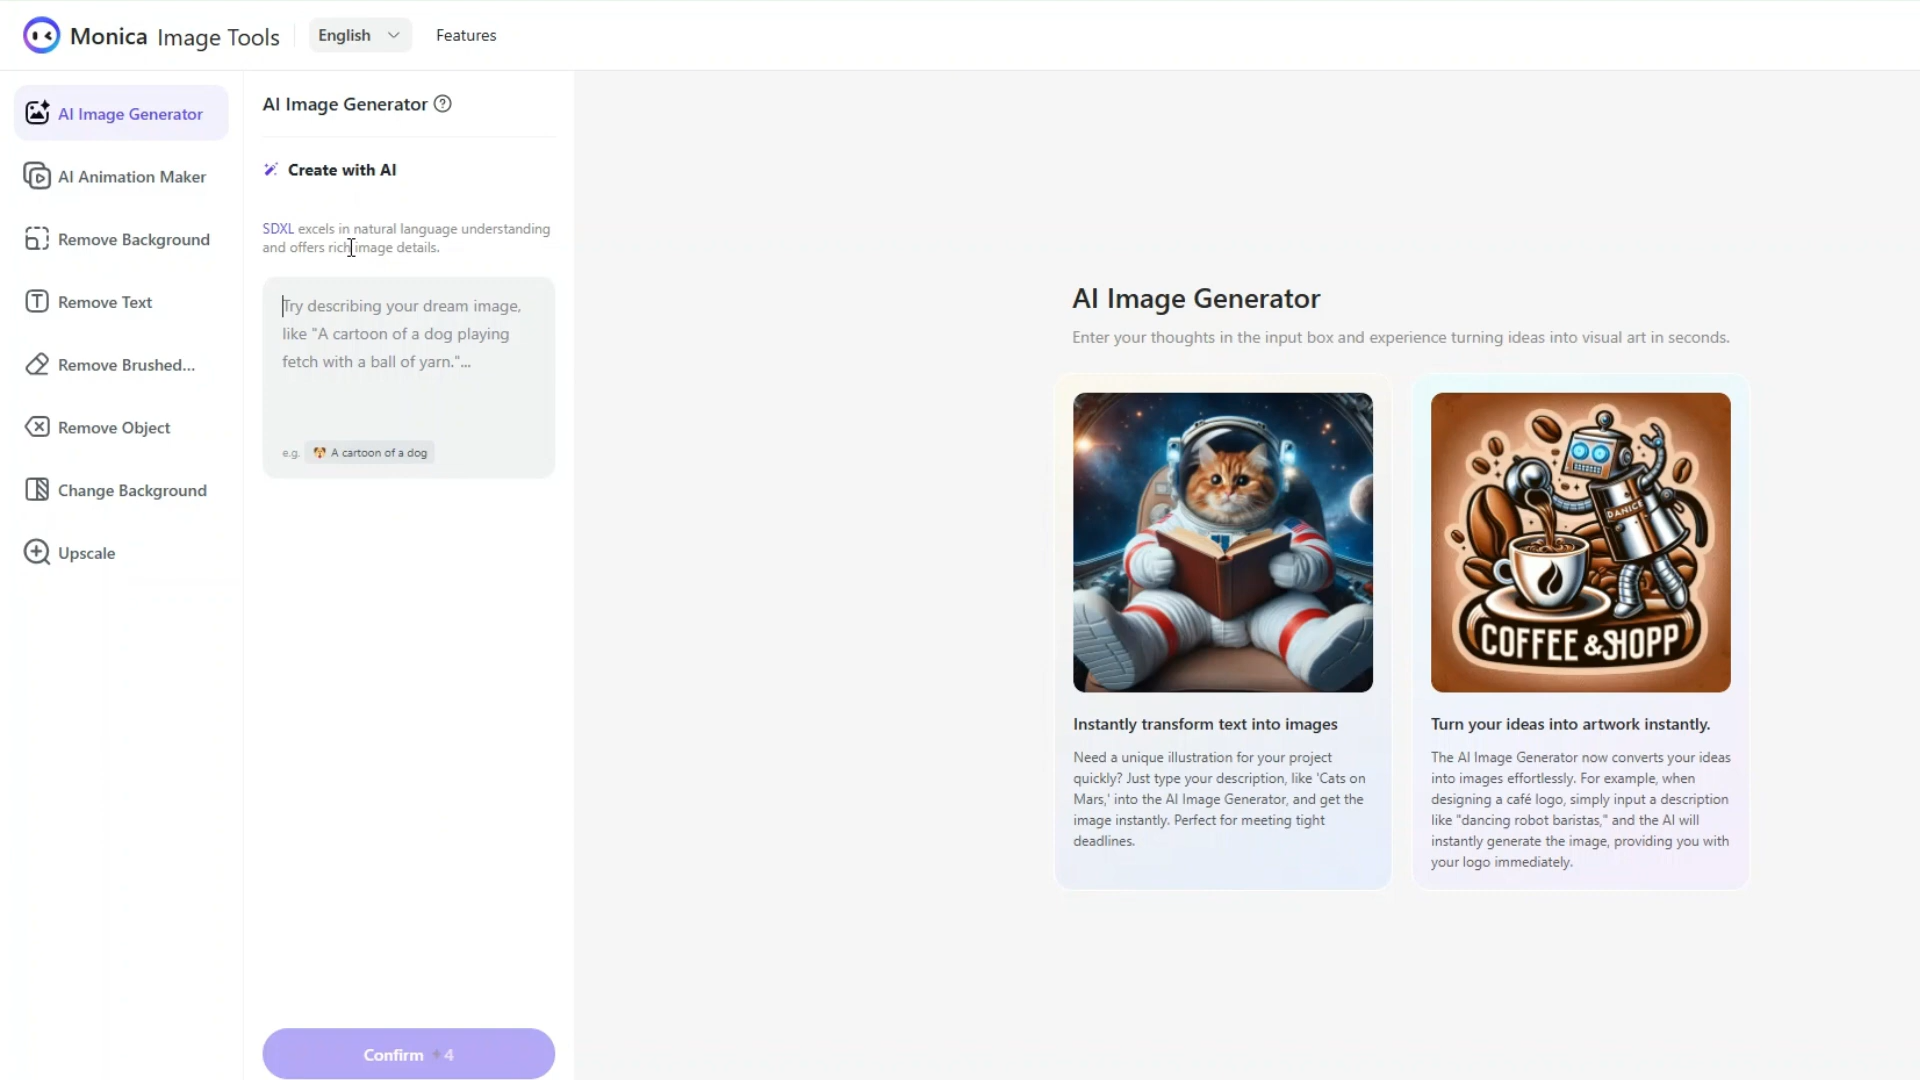 Monica Image Tools
English
Features
AI Image Generator
AI Animation Maker
Remove Background
Remove Text
Remove Brushed...
Remove Object
Change Background
Upscale
AI Image Generator
Create with AI
SDXL excels in natural language understanding
and offers rich image details.
Try describing your dream image,
like "A cartoon of a dog playing
fetch with a ball of yarn."...
e.g. A cartoon of a dog
Confirm 4
AI Image Generator
Enter your thoughts in the input box and experience turning ideas into visual art in seconds.
Instantly transform text into images
Need a unique illustration for your project
quickly? Just type your description, like 'Cats on
Mars,' into the AI Image Generator, and get the
image instantly. Perfect for meeting tight
deadlines.
DANICE
COFFEE &HOPP
Turn your ideas into artwork instantly.
The AI Image Generator now converts your ideas
into images effortlessly. For example, when
designing a café logo, simply input a description
like "dancing robot baristas," and the AI will
instantly generate the image, providing you with
your logo immediately.